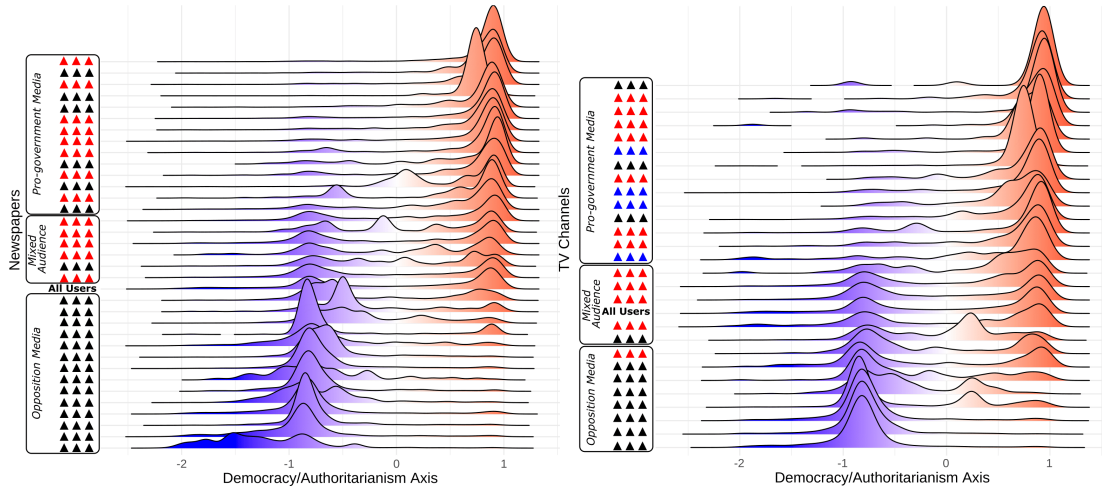 Newspapers
Pro-government Media
Mixed
Audience
All Users
Opposition Media
-2
-1
0
1
Democracy/Authoritarianism Axis
TV Channels
Pro-government Media
Mixed
Audience
All Users
Opposition Media
-2
-1
0
1
Democracy/Authoritarianism Axis